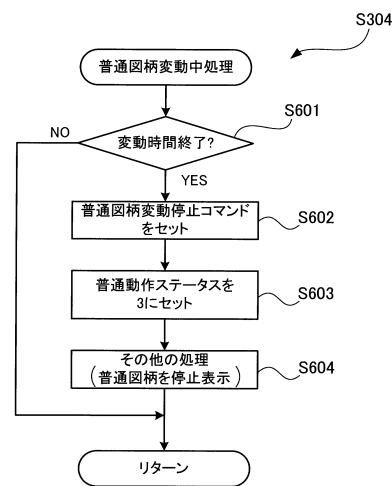 S304
普通図柄変動中処理
S601
変動時間終了?
NO
YES
普通図柄変動停止コマンド
をセット
S602
普通動作ステータスを
3にセット
S603
その他の処理
(普通図柄を停止表示)
S604
リターン